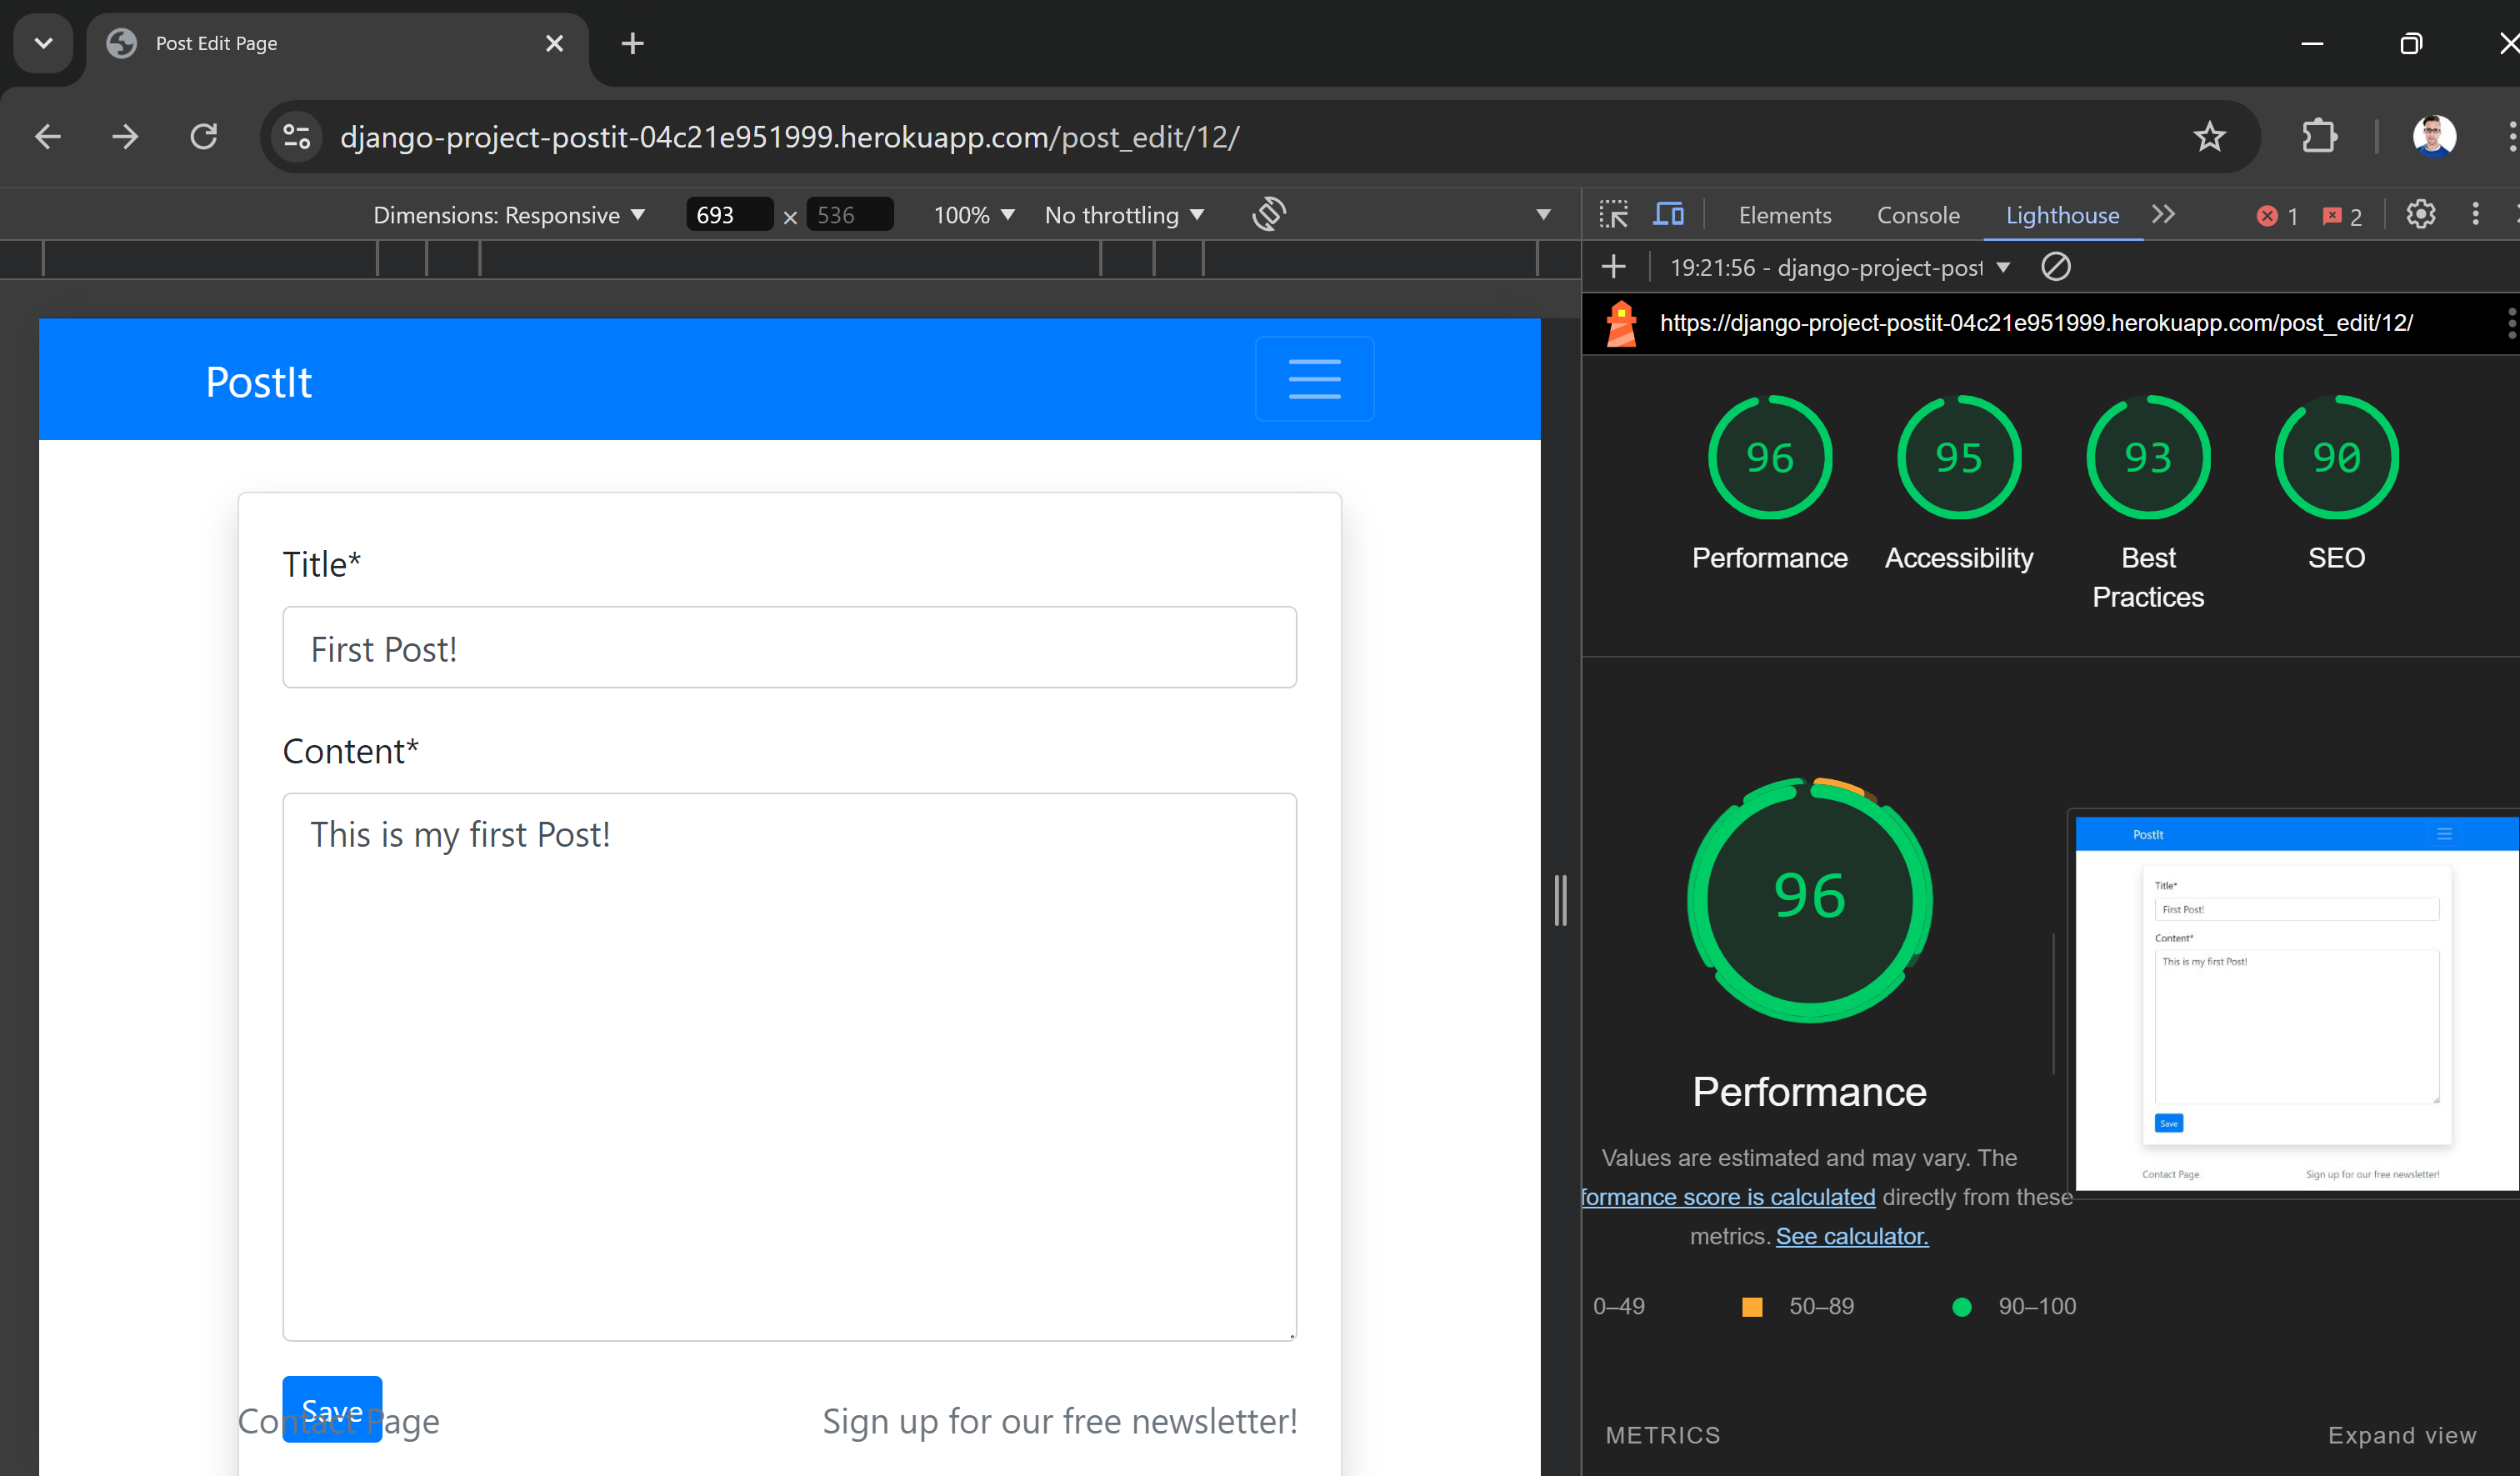 Post Edit Page
django-project-postit-04c21e951999.herokuapp.com/post_edit/12/
Dimensions: Responsive 693 × 536 100% No throttling
Elements Console Lighthouse 1 2
19:21:56 - django-project-post
https://django-project-postit-04c21e951999.herokuapp.com/post_edit/12/
PostIt
Title*
First Post!
Content*
This is my first Post!
Save
Contact Page
Sign up for our free newsletter!
96 95 93 90
Performance Accessibility Best Practices SEO
96
Performance
Values are estimated and may vary. The
formance score is calculated directly from these
metrics. See calculator.
0–49 50–89 90–100
METRICS Expand view
PostIt
Title*
First Post!
Content*
This is my first Post!
Save
Contact Page Sign up for our free newsletter!